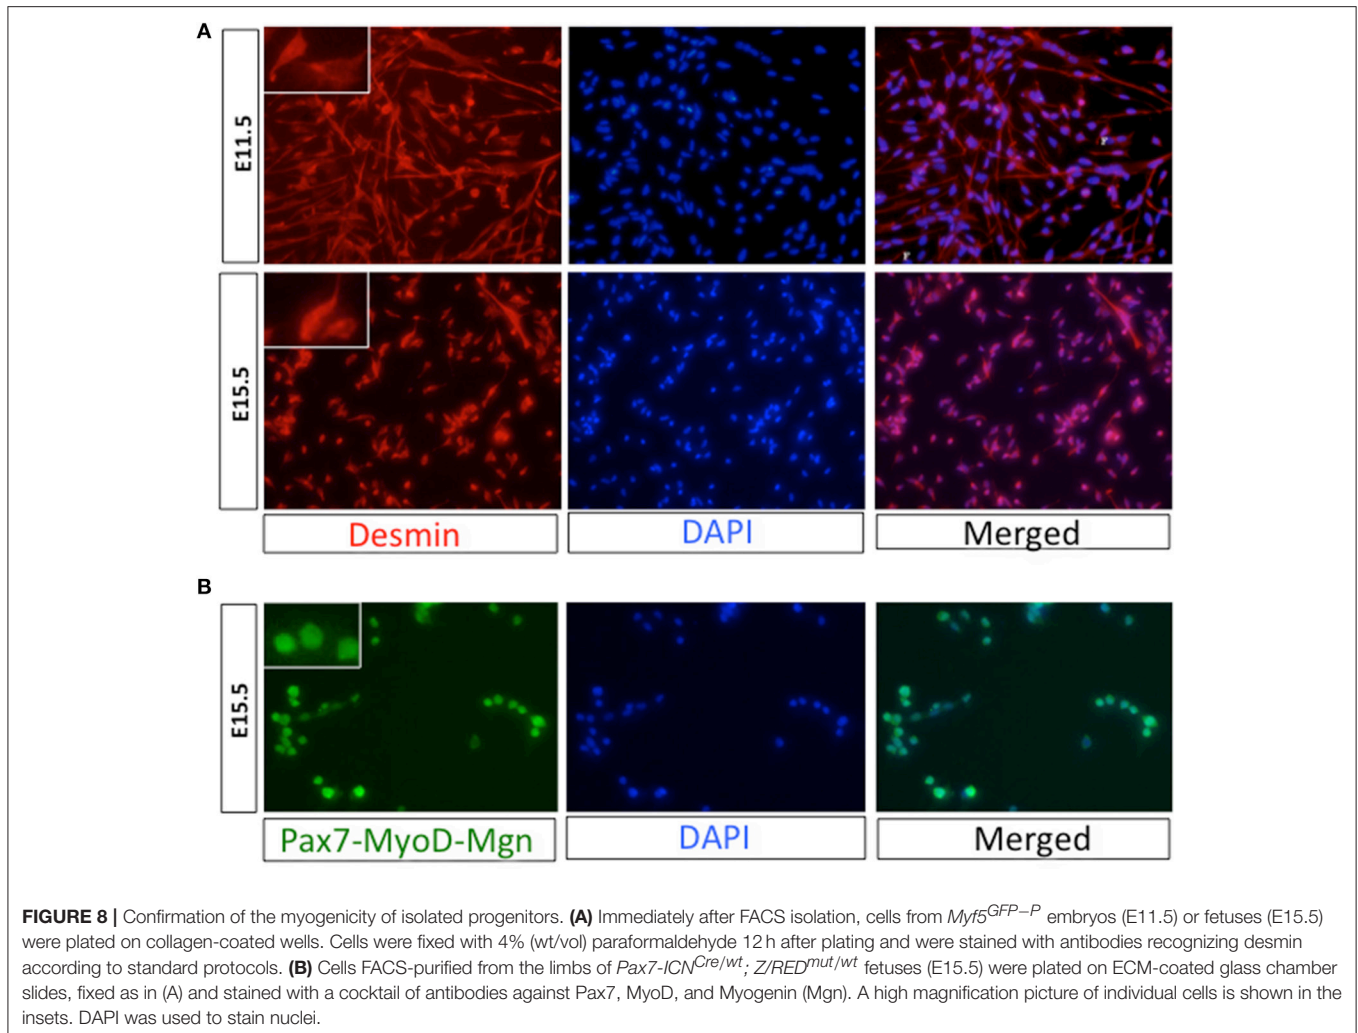 A
E11.5
E15.5
Desmin
DAPI
Merged
B
E15.5
Pax7-MyoD-Mgn
DAPI
Merged
FIGURE 8 | Confirmation of the myogenicity of isolated progenitors. (A) Immediately after FACS isolation, cells from Myf5GFP−P embryos (E11.5) or fetuses (E15.5)
were plated on collagen-coated wells. Cells were fixed with 4% (wt/vol) paraformaldehyde 12 h after plating and were stained with antibodies recognizing desmin
according to standard protocols. (B) Cells FACS-purified from the limbs of Pax7-ICNCre/wt; Z/REDmut/wt fetuses (E15.5) were plated on ECM-coated glass chamber
slides, fixed as in (A) and stained with a cocktail of antibodies against Pax7, MyoD, and Myogenin (Mgn). A high magnification picture of individual cells is shown in the
insets. DAPI was used to stain nuclei.